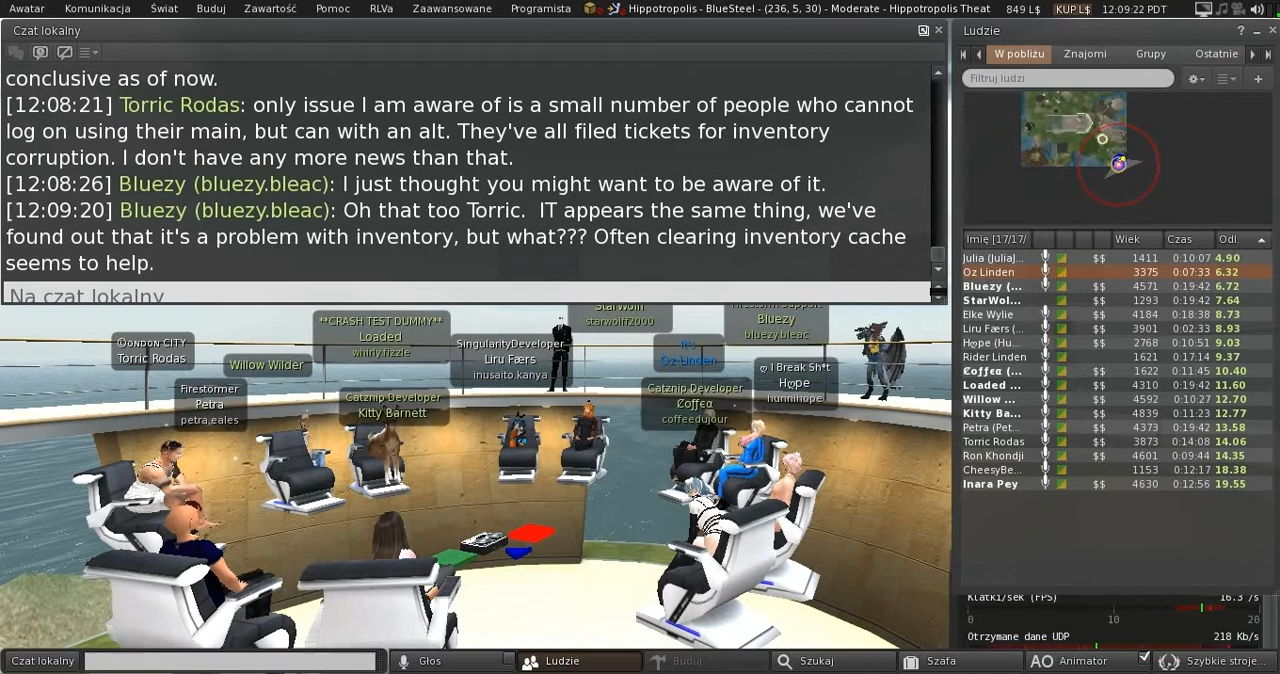 Awatar Komunikacja Świat Buduj Zawartość Pomoc RLVa Zaawansowane Programista Hippotropolis - BlueSteel - (236, 5, 30) - Moderate - Hippotropolis Theat 849 L$ KUP L$ 12:09:22 PDT
Czat lokalny
conclusive as of now.
[12:08:21] Torric Rodas: only issue I am aware of is a small number of people who cannot
log on using their main, but can with an alt. They've all filed tickets for inventory
corruption. I don't have any more news than that.
[12:08:26] Bluezy (bluezy.bleac): I just thought you might want to be aware of it.
[12:09:20] Bluezy (bluezy.bleac): Oh that too Torric.  IT appears the same thing, we've
found out that it's a problem with inventory, but what??? Often clearing inventory cache
seems to help.
Na czat lokalny
StarWolf
starwolff2000
Firestorm Support
Bluezy
bluezy.bleac
**CRASH TEST DUMMY**
Loaded
whirly.fizzle
©ONDON CITY
Torric Rodas
Willow Wilder
SingularityDeveloper
Liru Færs
inusaito.kanya
It's
Oz-Linden
ღ I Break Sh*t
Hღpe
hunnihope
Firestormer
Petra
petra.eales
Catznip Developer
Kitty Barnett
Catznip Developer
Ȼoƒƒєα
coffeedujour
Ludzie
? _ ×
W pobliżu Znajomi Grupy Ostatnie
Filtruj ludzi
Imię [17/17/ Wiek Czas Odl.
Julia (JuliaJ... $$ 1411 0:10:07 4.90
Oz Linden 3375 0:07:33 6.32
Bluezy (... $$ 4571 0:19:42 6.72
StarWol... $$ 1293 0:19:42 7.64
Elke Wylie $$ 4184 0:18:38 8.73
Liru Færs (... $$ 3901 0:02:33 8.93
Hღpe (Hu... $$ 2768 0:10:51 9.03
Rider Linden 1621 0:17:14 9.37
Ȼoƒƒєα (... $$ 1622 0:11:45 10.40
Loaded ... $$ 4310 0:19:42 11.60
Willow ... $$ 4592 0:10:27 12.70
Kitty Ba... $$ 4839 0:11:23 12.77
Petra (Pet... $$ 4373 0:19:42 13.58
Torric Rodas $$ 3873 0:14:08 14.06
Ron Khondji $$ 4601 0:09:44 14.35
CheesyBe... 1153 0:12:17 18.38
Inara Pey $$ 4630 0:12:56 19.55
Klatki/sek (FPS) 16.3 /s
0 10 20
Otrzymane dane UDP 218 Kb/s
Czat lokalny Głos Ludzie Buduj Szukaj Szafa AO Animator Szybkie stroje...